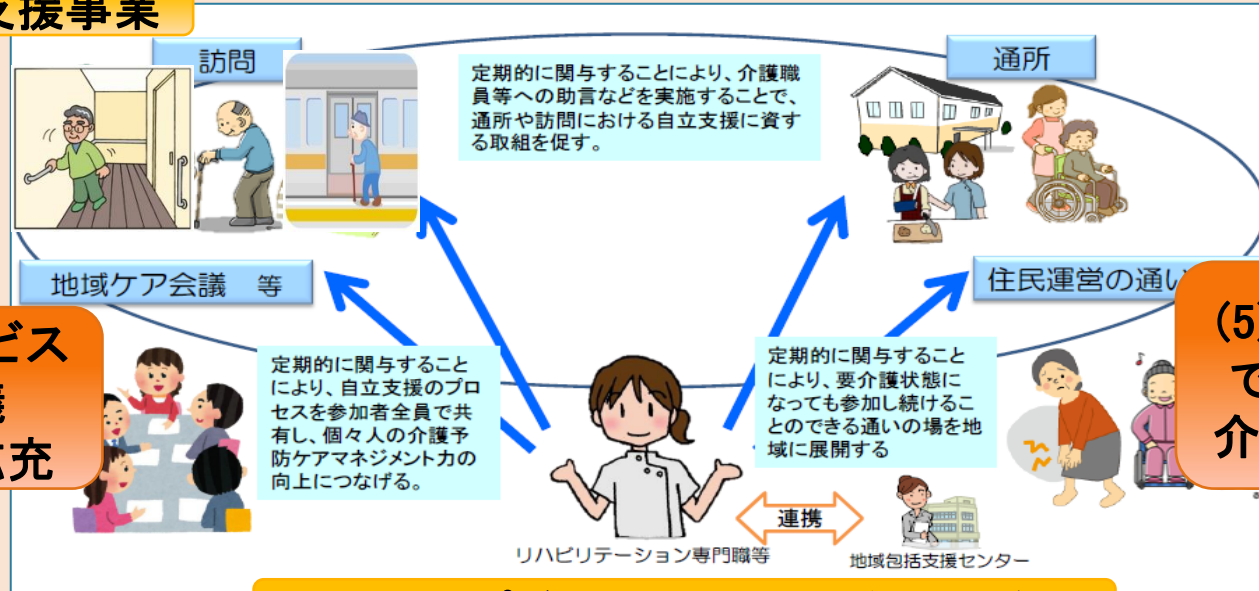 支援事業
訪問
通所
定期的に関与することにより、介護職
員等への助言などを実施することで、
通所や訪問における自立支援に資す
る取組を促す。
地域ケア会議　等
住民運営の通い
ビス
拡充
(5)
で
介
定期的に関与すること
により、自立支援のプロ
セスを参加者全員で共
有し、個々人の介護予
防ケアマネジメント力の
向上につなげる。
定期的に関与すること
により、要介護状態に
なっても参加し続けるこ
とのできる通いの場を地
域に展開する
連携
リハビリテーション専門職等
地域包括支援センター